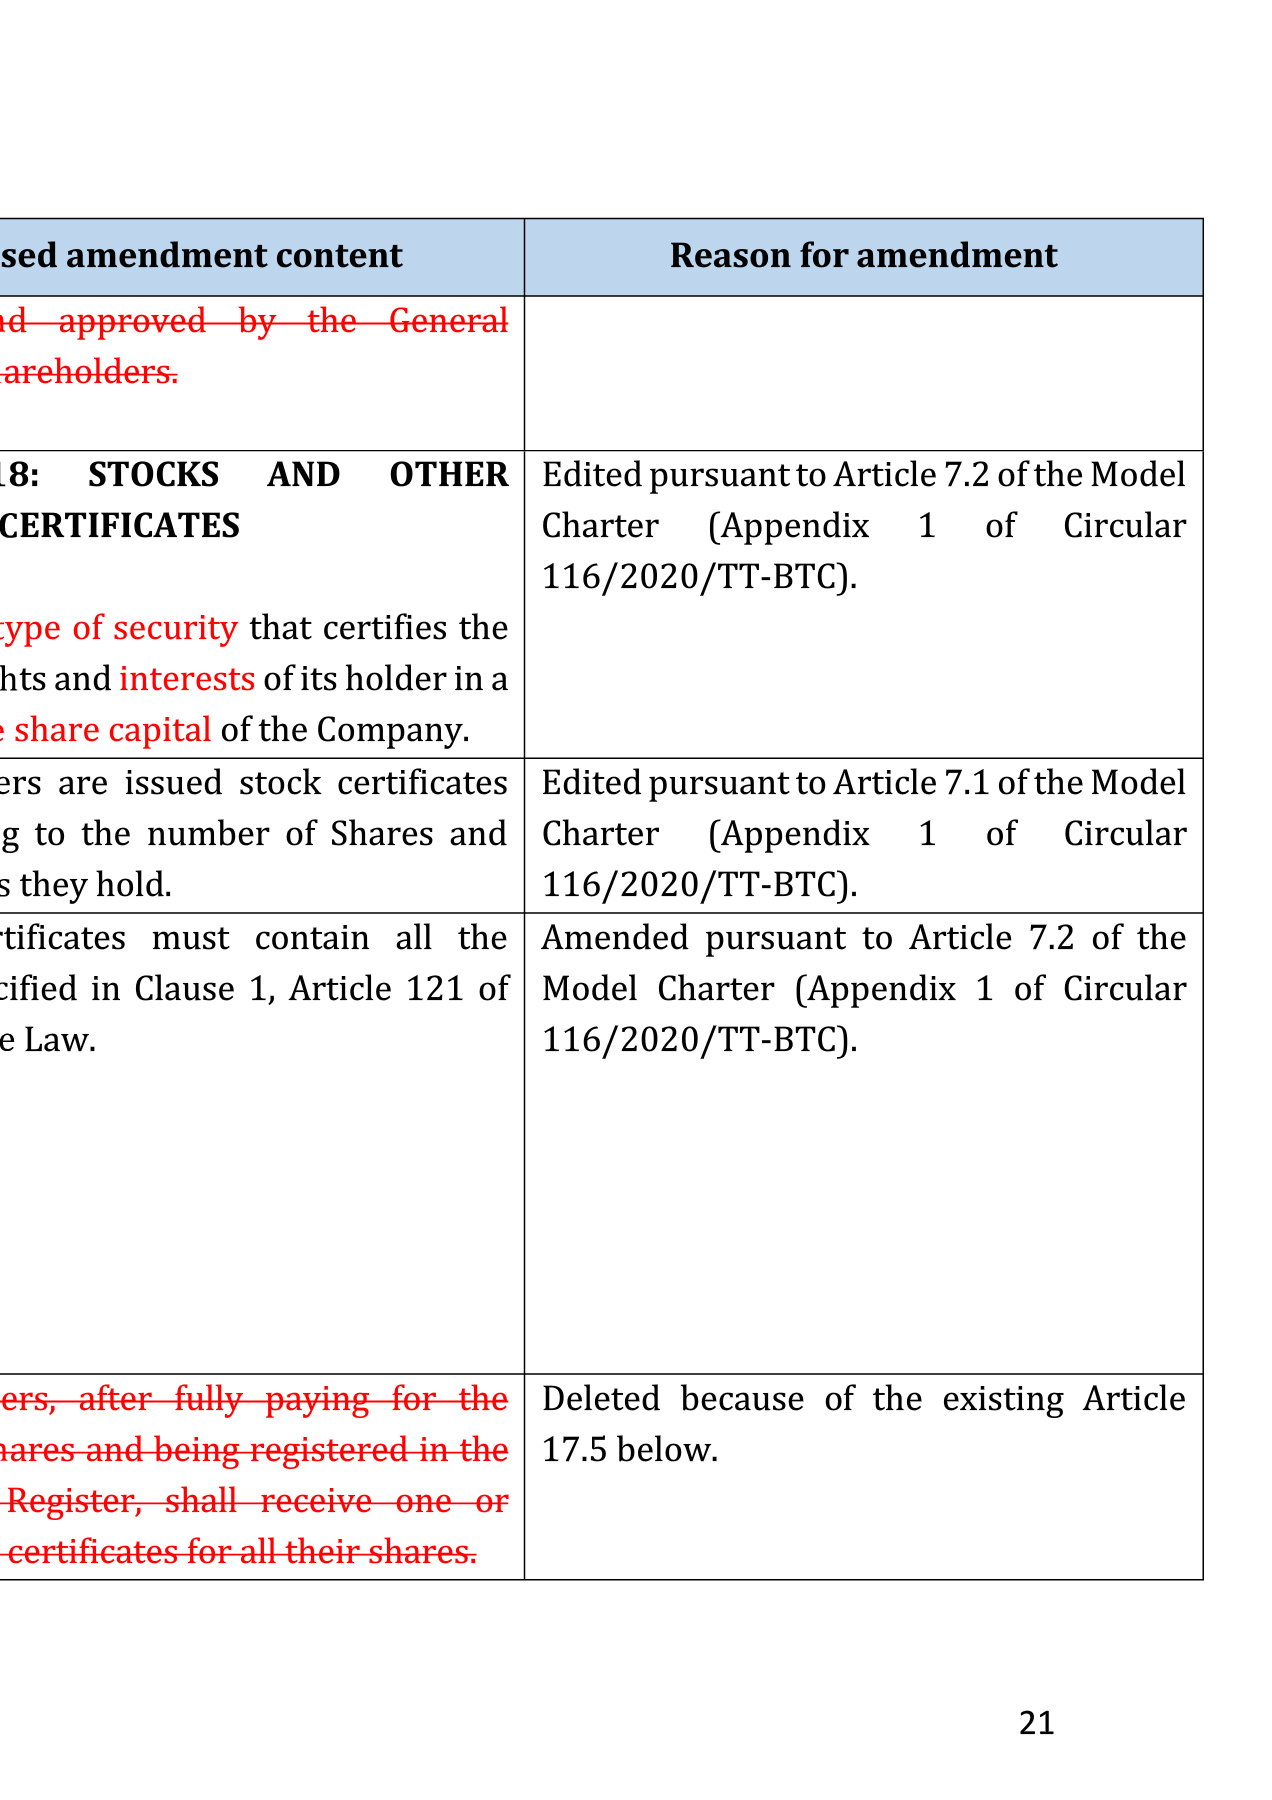 sed amendment content
Reason for amendment
nd approved by the General
areholders.
18: STOCKS AND OTHER
CERTIFICATES
type of security that certifies the
hts and interests of its holder in a
e share capital of the Company.
Edited pursuant to Article 7.2 of the Model
Charter (Appendix 1 of Circular
116/2020/TT-BTC).
ers are issued stock certificates
g to the number of Shares and
s they hold.
Edited pursuant to Article 7.1 of the Model
Charter (Appendix 1 of Circular
116/2020/TT-BTC).
rtificates must contain all the
cified in Clause 1, Article 121 of
e Law.
Amended pursuant to Article 7.2 of the
Model Charter (Appendix 1 of Circular
116/2020/TT-BTC).
ers, after fully paying for the
hares and being registered in the
Register, shall receive one or
certificates for all their shares.
Deleted because of the existing Article
17.5 below.
21